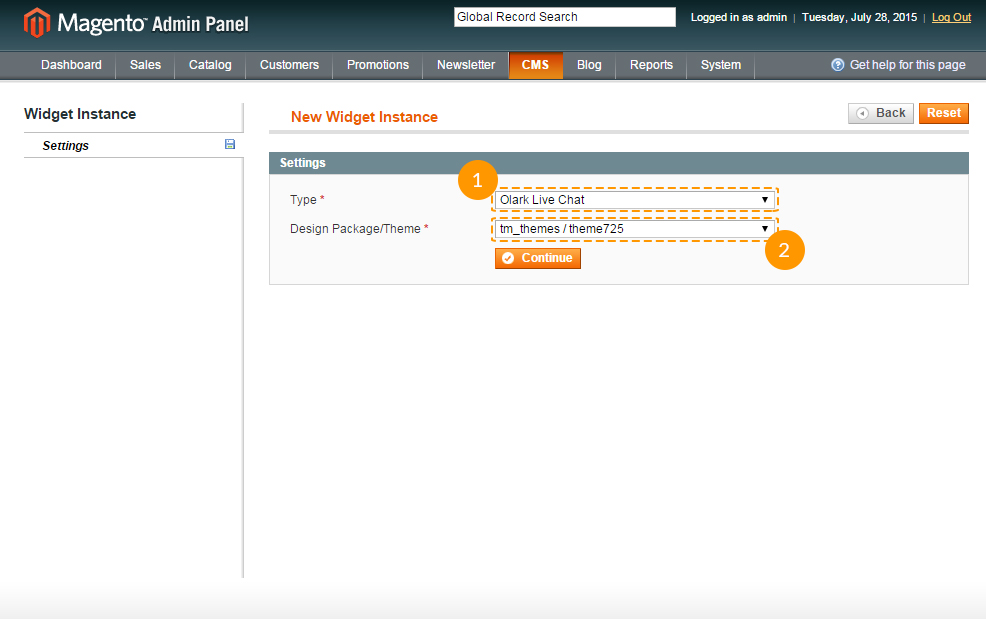 Magento™ Admin Panel
Global Record Search
Logged in as admin | Tuesday, July 28, 2015 | Log Out
Dashboard Sales Catalog Customers Promotions Newsletter CMS Blog Reports System Get help for this page
Widget Instance
Settings
New Widget Instance
Back Reset
Settings
1
Type * Olark Live Chat
Design Package/Theme * tm_themes / theme725
2
Continue